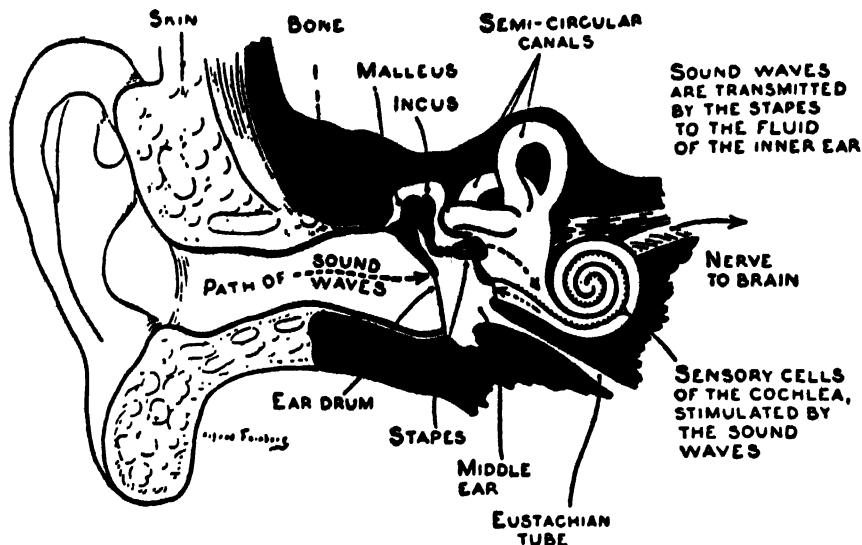 SKIN
BONE
SEMI-CIRCULAR
CANALS
MALLEUS
INCUS
SOUND WAVES
ARE TRANSMITTED
BY THE STAPES
TO THE FLUID
OF THE INNER EAR
PATH OF SOUND
WAVES
NERVE
TO BRAIN
EAR DRUM
STAPES
MIDDLE
EAR
EUSTACHIAN
TUBE
SENSORY CELLS
OF THE COCHLEA,
STIMULATED BY
THE SOUND
WAVES